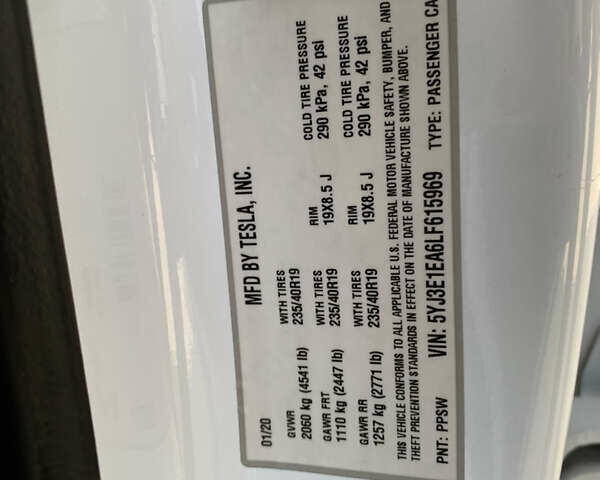 01/20 MFD BY TESLA, INC.
GVWR WITH TIRES RIM COLD TIRE PRESSURE
2060 kg (4541 lb) 235/40R19 19X8.5 J 290 kPa, 42 psi
GAWR FRT WITH TIRES RIM COLD TIRE PRESSURE
1110 kg (2447 lb) 235/40R19 19X8.5 J 290 kPa, 42 psi
GAWR RR WITH TIRES
1257 kg (2771 lb) 235/40R19
THIS VEHICLE CONFORMS TO ALL APPLICABLE U.S. FEDERAL MOTOR VEHICLE SAFETY, BUMPER, AND
THEFT PREVENTION STANDARDS IN EFFECT ON THE DATE OF MANUFACTURE SHOWN ABOVE.
PNT: PPSW VIN: 5YJ3E1EA6LF615969 TYPE: PASSENGER CA